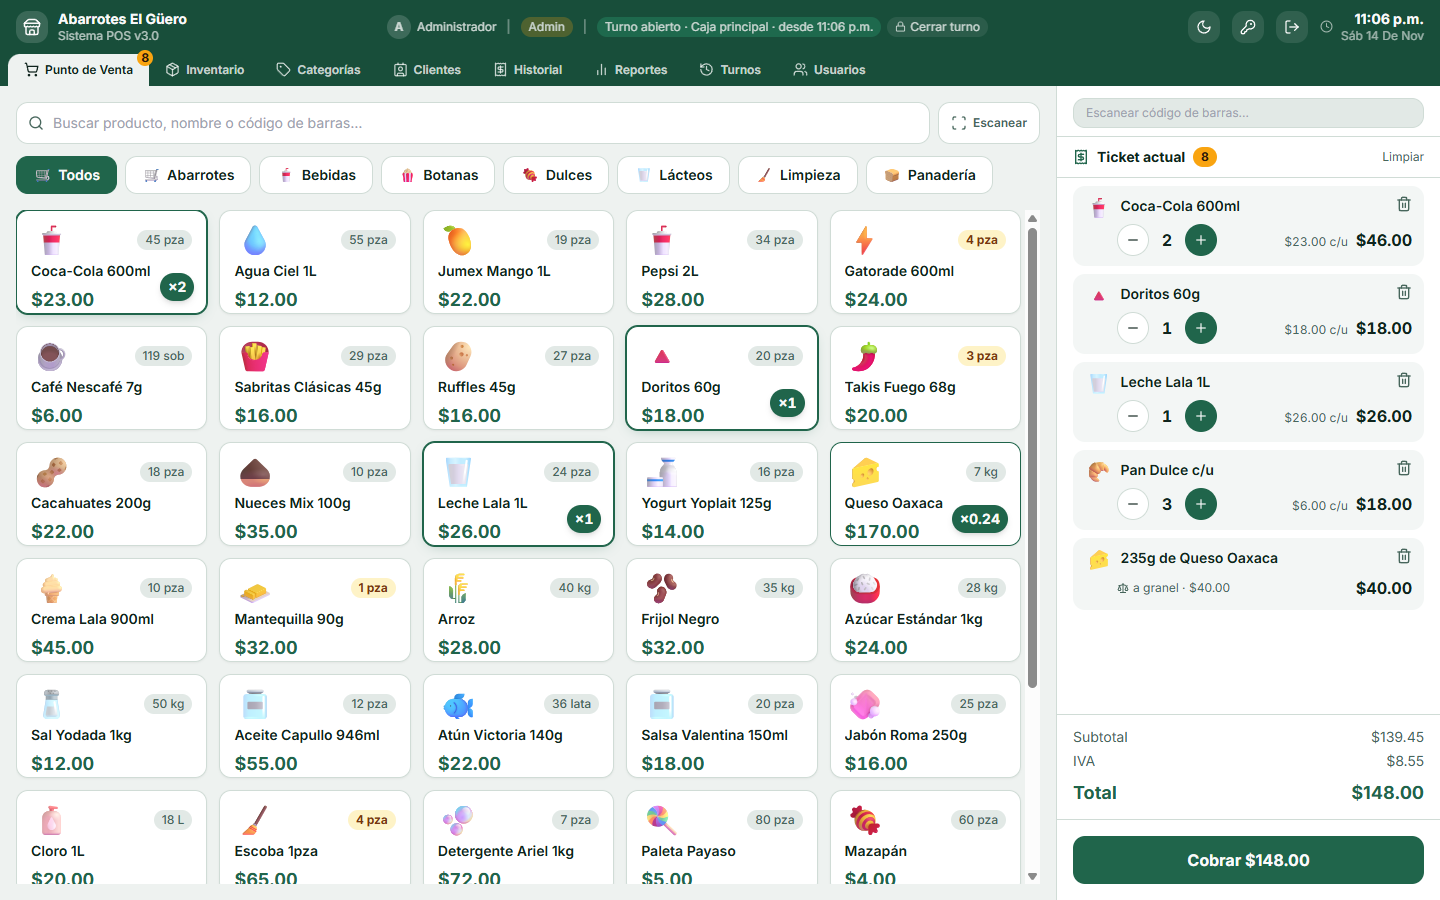 Abarrotes El Güero
Sistema POS v3.0
A Administrador | Admin | Turno abierto · Caja principal · desde 11:06 p.m. Cerrar turno
11:06 p.m.
Sáb 14 De Nov
Punto de Venta 8 Inventario Categorías Clientes Historial Reportes Turnos Usuarios
Buscar producto, nombre o código de barras...
Escanear
Todos Abarrotes Bebidas Botanas Dulces Lácteos Limpieza Panadería
45 pza
Coca-Cola 600ml
$23.00
×2
55 pza
Agua Ciel 1L
$12.00
19 pza
Jumex Mango 1L
$22.00
34 pza
Pepsi 2L
$28.00
4 pza
Gatorade 600ml
$24.00
119 sob
Café Nescafé 7g
$6.00
29 pza
Sabritas Clásicas 45g
$16.00
27 pza
Ruffles 45g
$16.00
20 pza
Doritos 60g
$18.00
×1
3 pza
Takis Fuego 68g
$20.00
18 pza
Cacahuates 200g
$22.00
10 pza
Nueces Mix 100g
$35.00
24 pza
Leche Lala 1L
$26.00
×1
16 pza
Yogurt Yoplait 125g
$14.00
7 kg
Queso Oaxaca
$170.00
×0.24
10 pza
Crema Lala 900ml
$45.00
1 pza
Mantequilla 90g
$32.00
40 kg
Arroz
$28.00
35 kg
Frijol Negro
$32.00
28 kg
Azúcar Estándar 1kg
$24.00
50 kg
Sal Yodada 1kg
$12.00
12 pza
Aceite Capullo 946ml
$55.00
36 lata
Atún Victoria 140g
$22.00
20 pza
Salsa Valentina 150ml
$18.00
25 pza
Jabón Roma 250g
$16.00
18 L
Cloro 1L
$20.00
4 pza
Escoba 1pza
$65.00
7 pza
Detergente Ariel 1kg
$72.00
80 pza
Paleta Payaso
$5.00
60 pza
Mazapán
$4.00
Escanear código de barras...
Ticket actual 8 Limpiar
Coca-Cola 600ml
− 2 + $23.00 c/u $46.00
Doritos 60g
− 1 + $18.00 c/u $18.00
Leche Lala 1L
− 1 + $26.00 c/u $26.00
Pan Dulce c/u
− 3 + $6.00 c/u $18.00
235g de Queso Oaxaca
a granel · $40.00 $40.00
Subtotal $139.45
IVA $8.55
Total $148.00
Cobrar $148.00